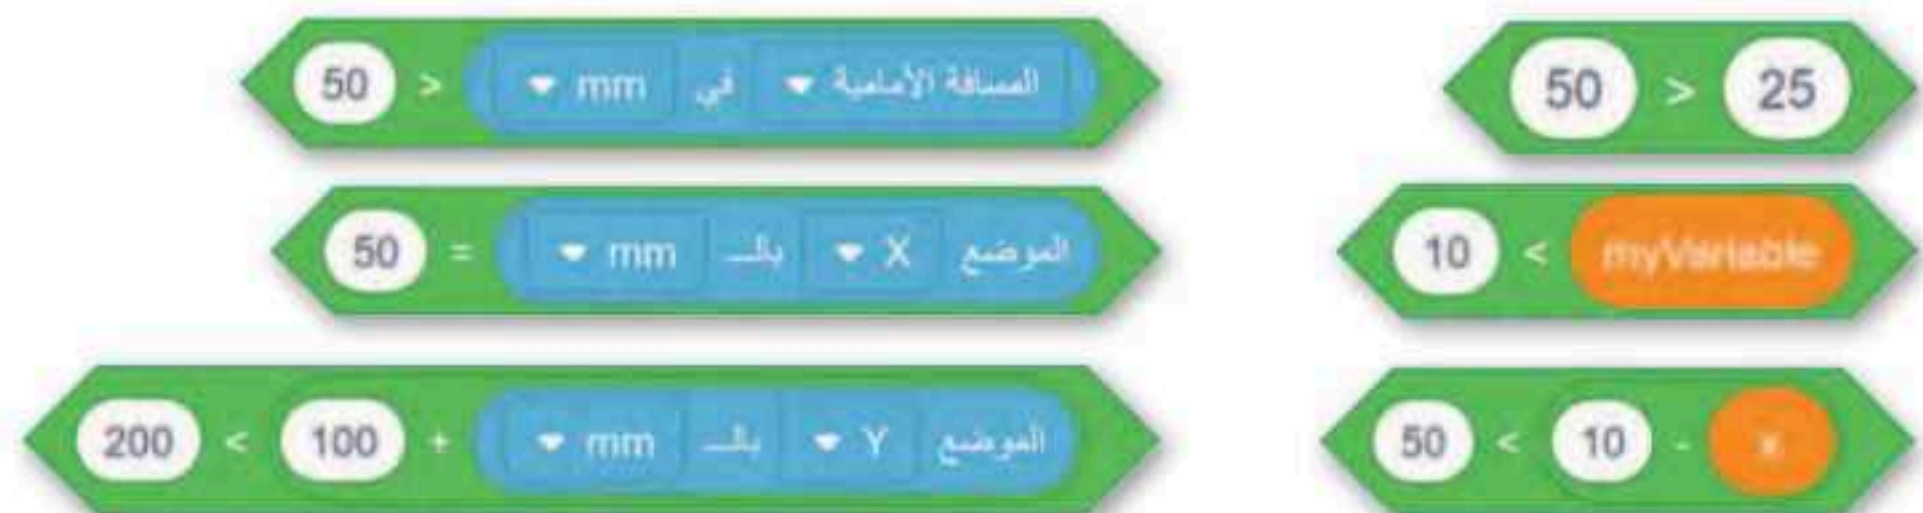 50 > 25
المسافة الأمامية في mm > 50
10 < myVariable
الموضع X بالـ mm = 50
50 < 10 - x
الموضع Y بالـ mm + 100 < 200